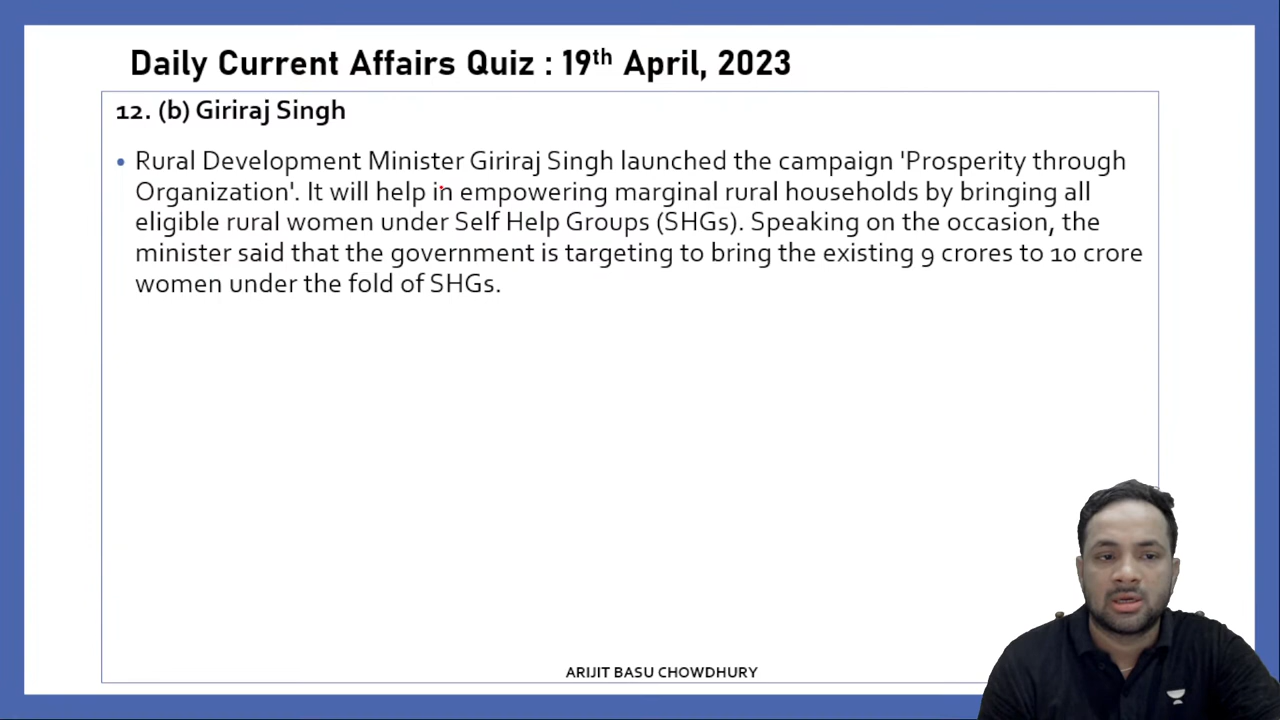 Daily Current Affairs Quiz : 19th April, 2023
12. (b) Giriraj Singh
• Rural Development Minister Giriraj Singh launched the campaign 'Prosperity through
Organization'. It will help in empowering marginal rural households by bringing all
eligible rural women under Self Help Groups (SHGs). Speaking on the occasion, the
minister said that the government is targeting to bring the existing 9 crores to 10 crore
women under the fold of SHGs.
ARIJIT BASU CHOWDHURY